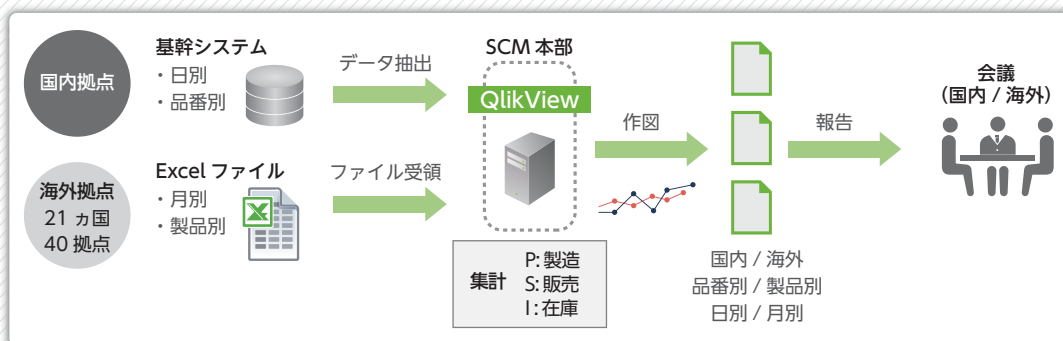 国内拠点
基幹システム
・日別
・品番別
データ抽出
海外拠点
21 ヵ国
40 拠点
Excel ファイル
・月別
・製品別
ファイル受領
SCM 本部
QlikView
集計
P: 製造
S: 販売
I : 在庫
作図
国内 / 海外
品番別 / 製品別
日別 / 月別
報告
会議
（国内 / 海外）